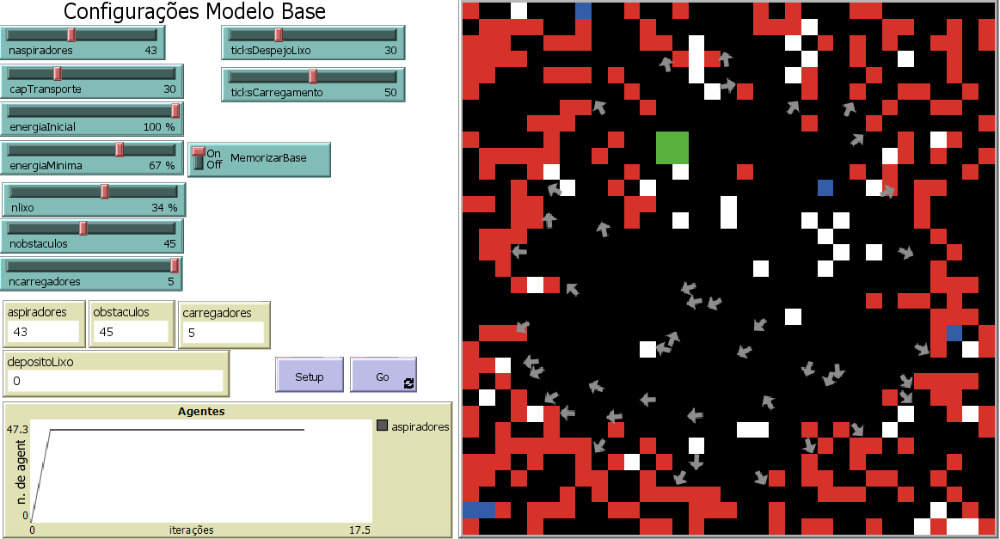 Configurações Modelo Base
naspiradores 43
ticksDespejoLixo 30
capTransporte 30
ticksCarregamento 50
energiaInicial 100 %
energiaMinima 67 %
On
Off
MemorizarBase
nlixo 34 %
nobstaculos 45
ncarregadores 5
aspiradores
43
obstaculos
45
carregadores
5
depositoLixo
0
Setup
Go
Agentes
47.3
n. de agent
0
0
iterações
17.5
aspiradores